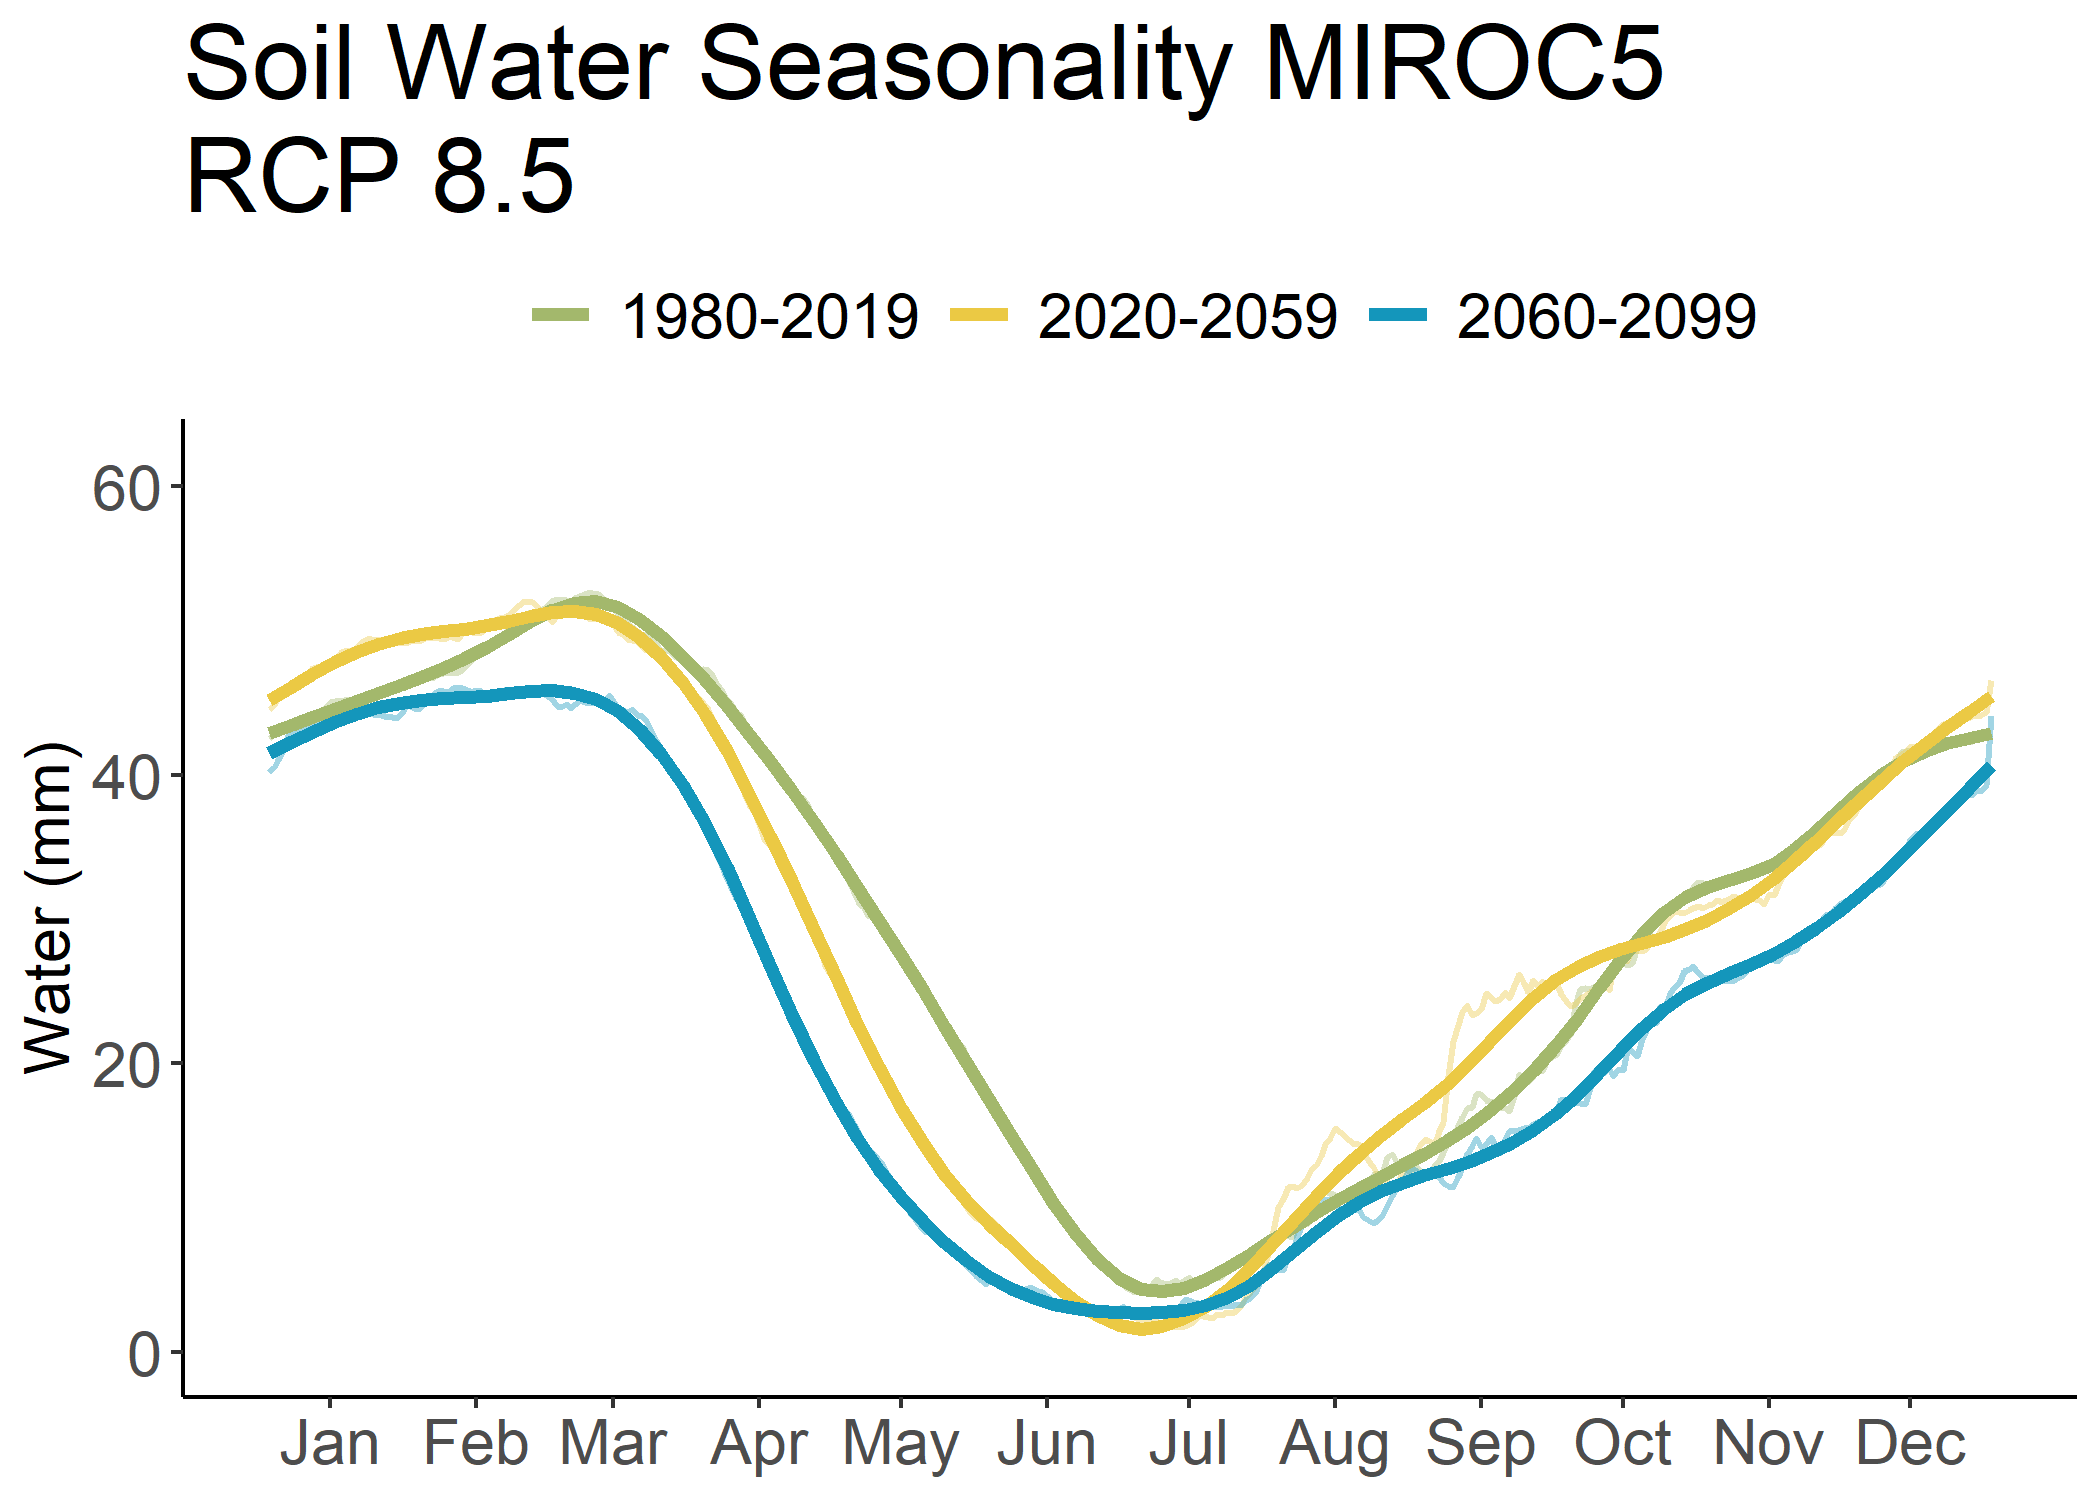 Soil Water Seasonality MIROC5
RCP 8.5
1980-2019 2020-2059 2060-2099
Water (mm)
60
40
20
0
Jan Feb Mar Apr May Jun Jul Aug Sep Oct Nov Dec